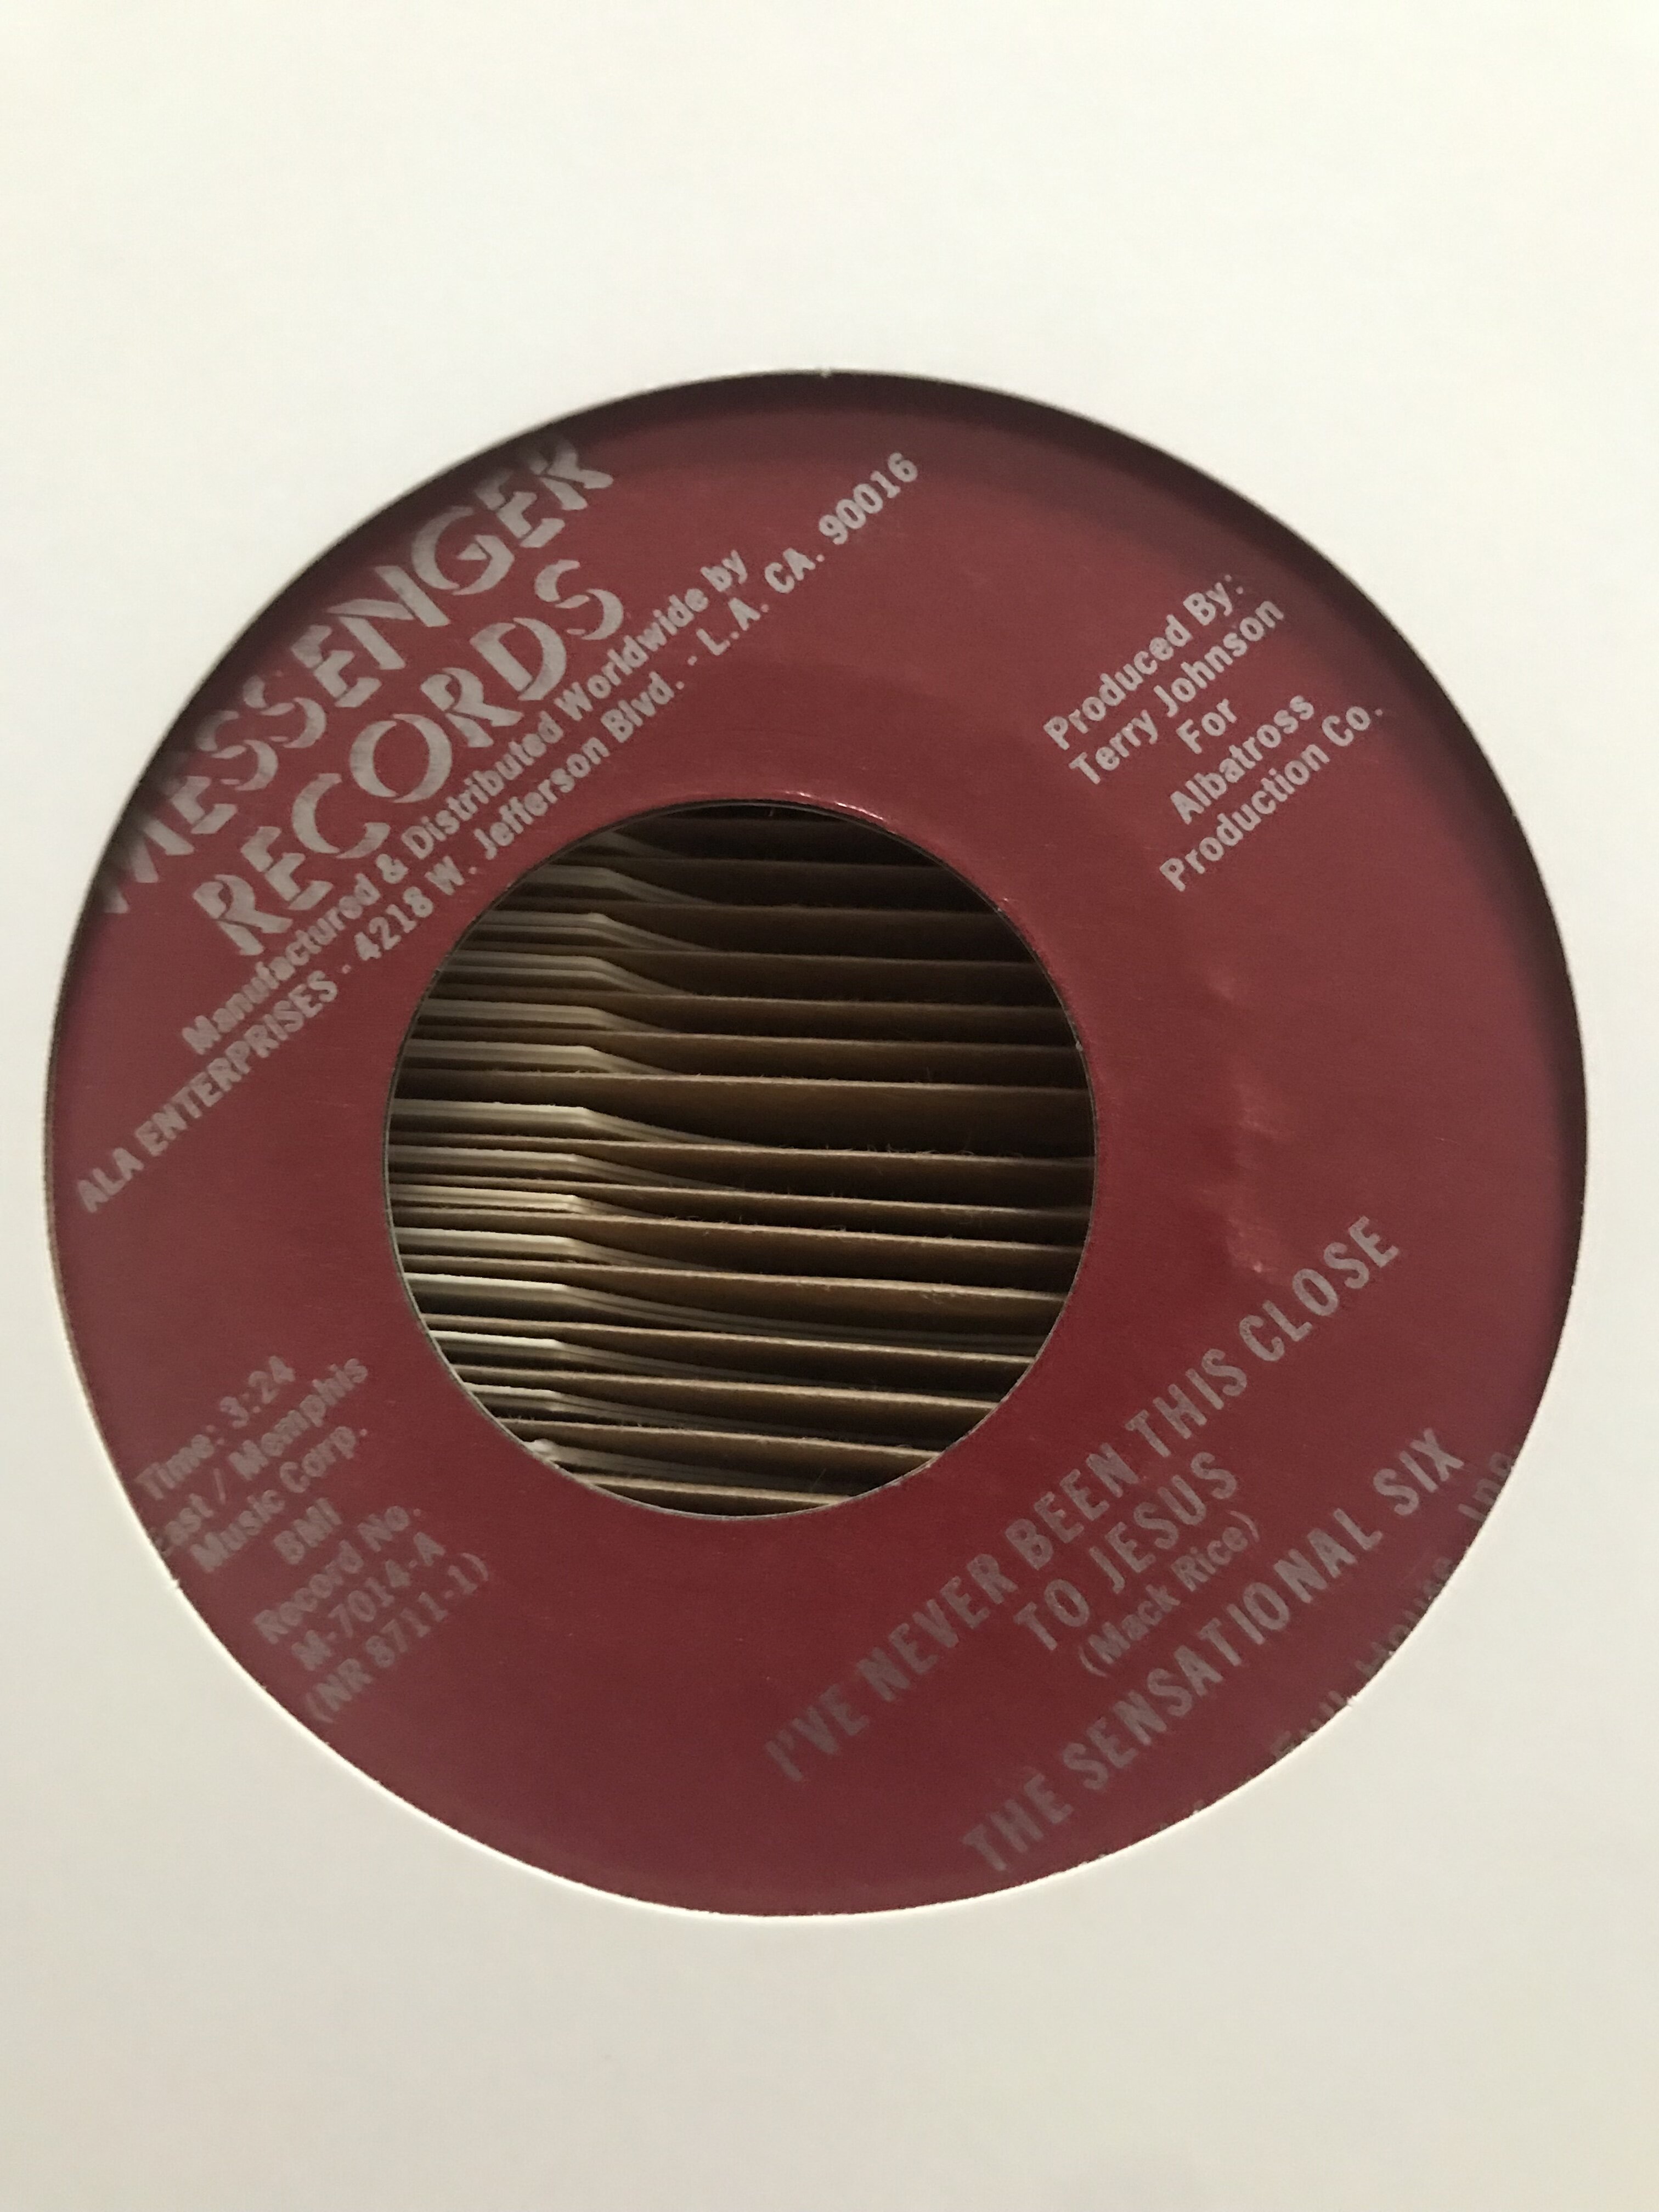 MESSENGER
RECORDS
Manufactured & Distributed Worldwide by
ALA ENTERPRISES - 4218 W. Jefferson Blvd. - L.A. CA. 90016
Produced By:
Terry Johnson
For
Albatross
Production Co.
Time: 3:24
East / Memphis
Music Corp.
BMI
Record No.
M-7014-A
(NR 8711-1)
I'VE NEVER BEEN THIS CLOSE
TO JESUS
(Mack Rice)
THE SENSATIONAL SIX